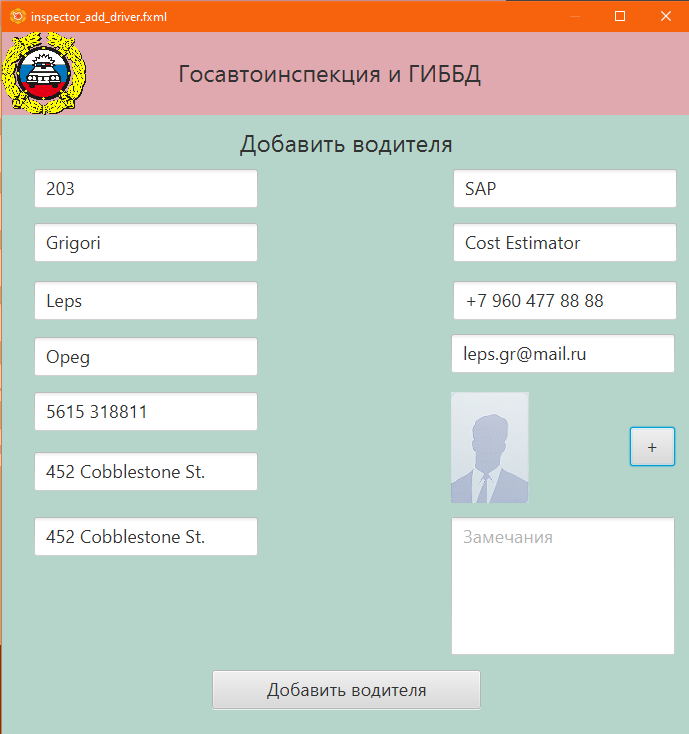 inspector_add_driver.fxml
Госавтоинспекция и ГИББД
Добавить водителя
203
SAP
Grigori
Cost Estimator
Leps
+7 960 477 88 88
Opeg
leps.gr@mail.ru
5615 318811
+
452 Cobblestone St.
452 Cobblestone St.
Замечания
Добавить водителя